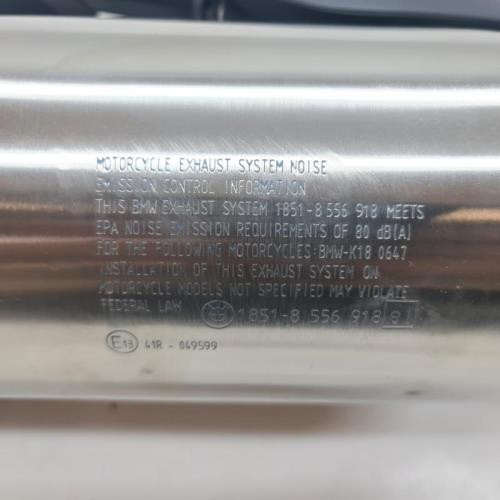 MOTORCYCLE EXHAUST SYSTEM NOISE
EMISSION CONTROL INFORMATION
THIS BMW EXHAUST SYSTEM 1851-8 556 918 MEETS
EPA NOISE EMISSION REQUIREMENTS OF 80 dB(A)
FOR THE FOLLOWING MOTORCYCLES:BMW-K18 0647
INSTALLATION OF THIS EXHAUST SYSTEM ON
MOTORCYCLE MODELS NOT SPECIFIED MAY VIOLATE
FEDERAL LAW 1851-8 556 918 81
E13 41R - 049599